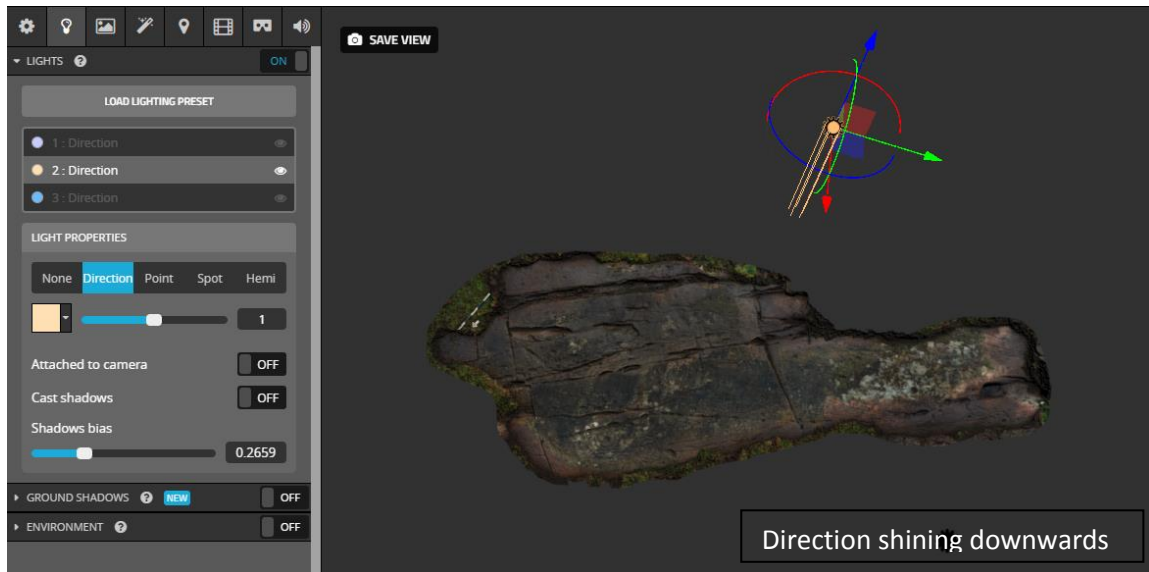 SAVE VIEW
LIGHTS ? ON
LOAD LIGHTING PRESET
1 : Direction
2 : Direction
3 : Direction
LIGHT PROPERTIES
None Direction Point Spot Hemi
1
Attached to camera OFF
Cast shadows OFF
Shadows bias
0.2659
GROUND SHADOWS ? NEW OFF
ENVIRONMENT ? OFF
Direction shining downwards